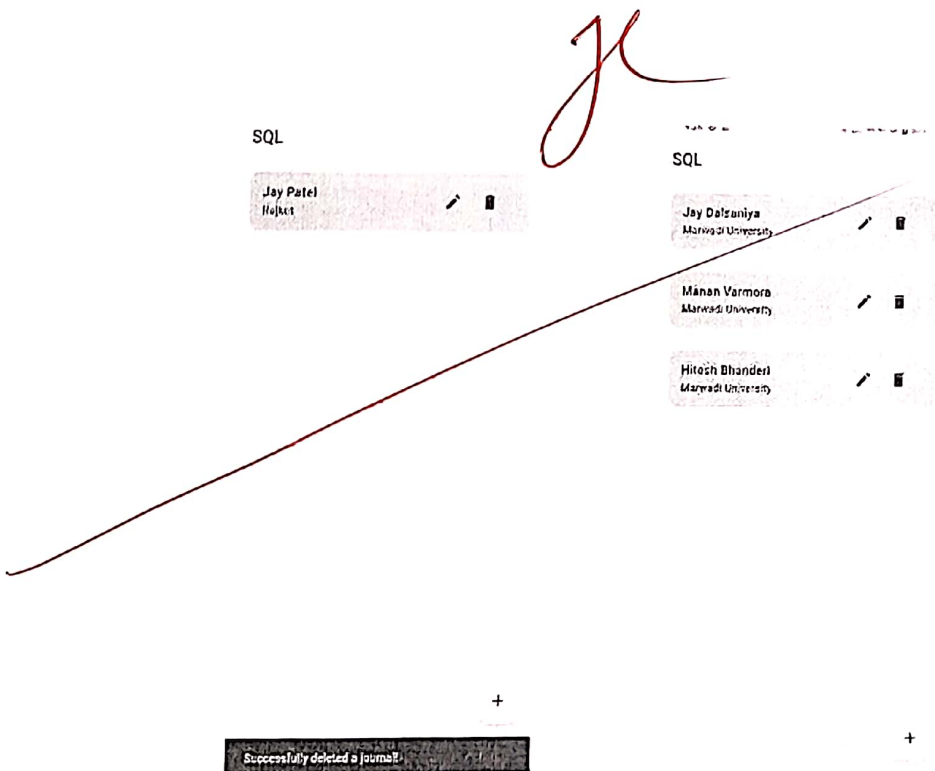 SQL
Jay Patel
Rajkot
Successfully deleted a journal!
SQL
Jay Dalsaniya
Marwadi University
Manan Varmora
Marwadi University
Hitesh Bhanderi
Marwadi University